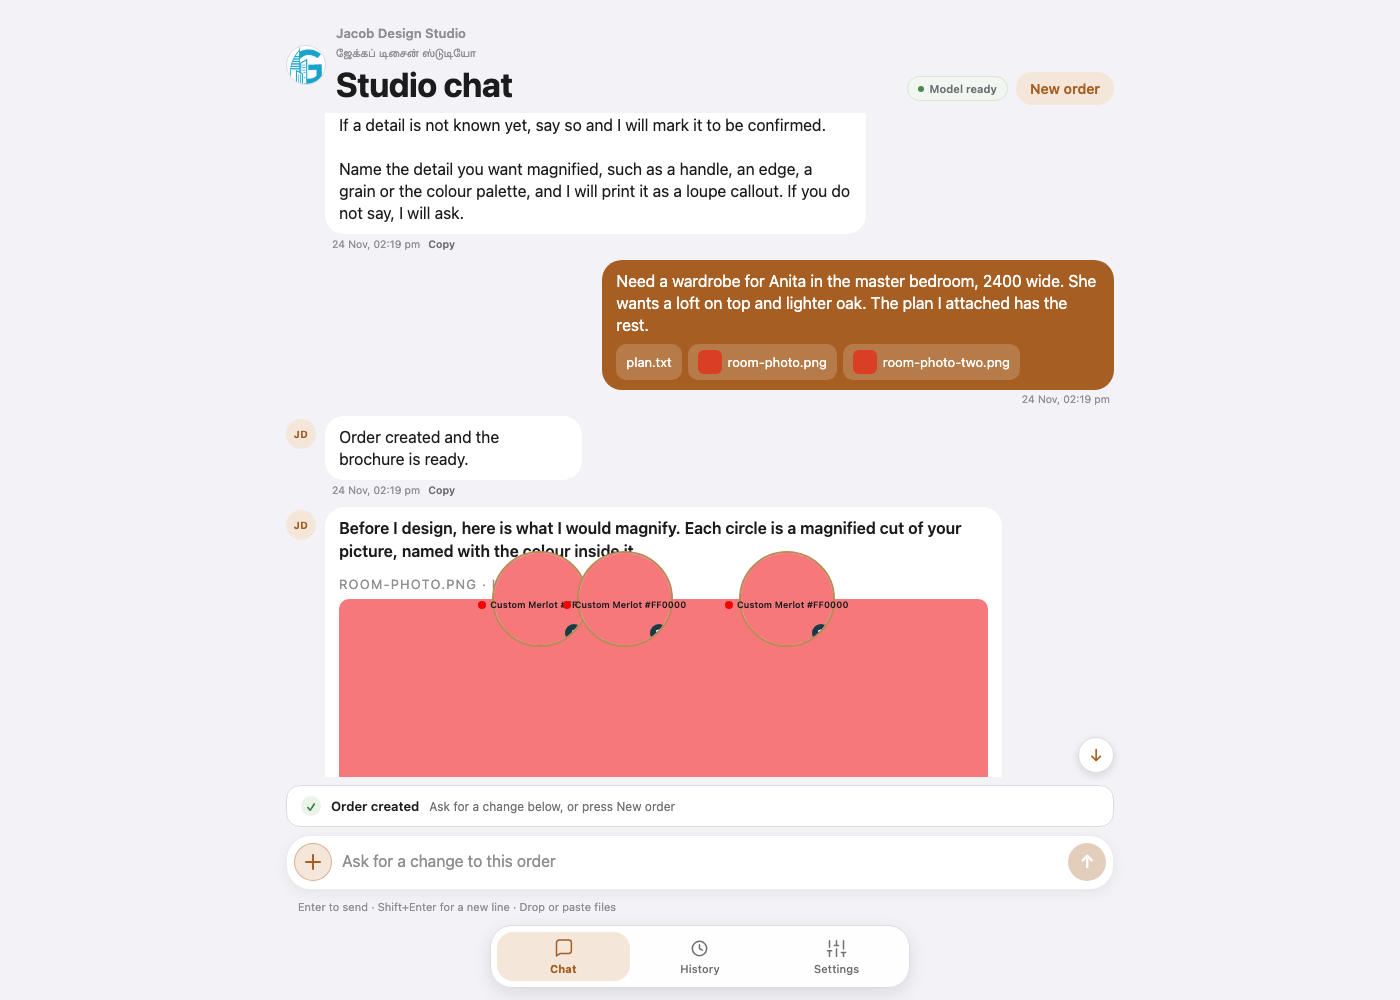 Jacob Design Studio
ஜேக்கப் டிசைன் ஸ்டுடியோ
Studio chat
Model ready
New order
If a detail is not known yet, say so and I will mark it to be confirmed.
Name the detail you want magnified, such as a handle, an edge, a
grain or the colour palette, and I will print it as a loupe callout. If you do
not say, I will ask.
24 Nov, 02:19 pm Copy
Need a wardrobe for Anita in the master bedroom, 2400 wide. She
wants a loft on top and lighter oak. The plan I attached has the
rest.
plan.txt room-photo.png room-photo-two.png
24 Nov, 02:19 pm
JD
Order created and the
brochure is ready.
24 Nov, 02:19 pm Copy
JD
Before I design, here is what I would magnify. Each circle is a magnified cut of your
picture, named with the colour inside it.
ROOM-PHOTO.PNG ·
Custom Merlot Custom Merlot #FF0000 Custom Merlot #FF0000
Order created Ask for a change below, or press New order
Ask for a change to this order
Enter to send · Shift+Enter for a new line · Drop or paste files
Chat History Settings